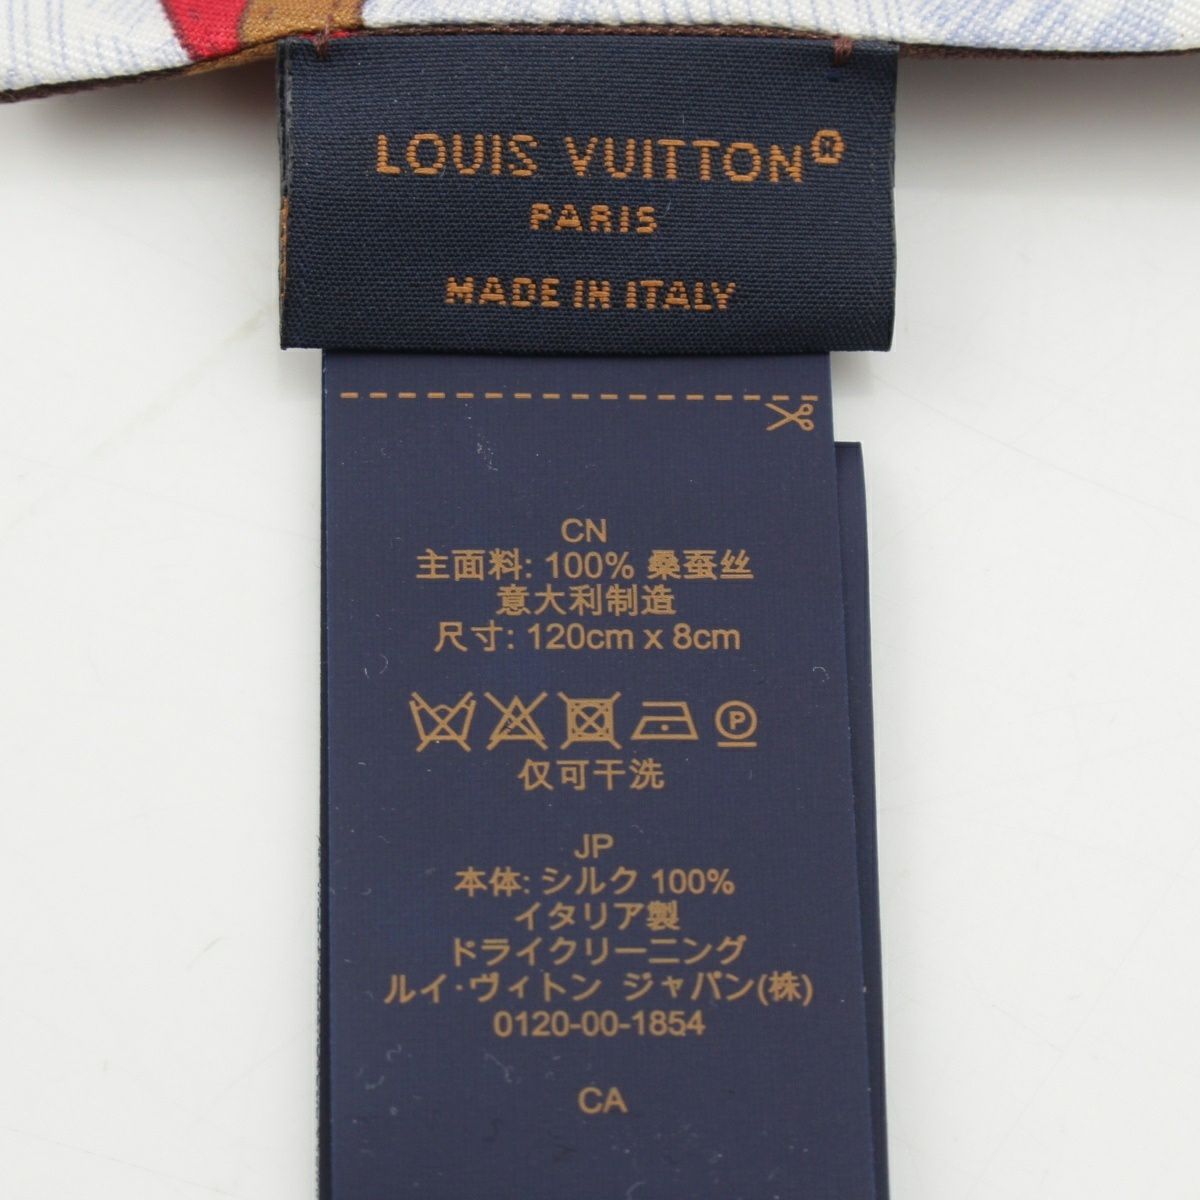 LOUIS VUITTON®
PARIS
MADE IN ITALY
CN
主面料: 100% 桑蚕丝
意大利制造
尺寸: 120cm x 8cm
P
仅可干洗
JP
本体: シルク 100%
イタリア製
ドライクリーニング
ルイ·ヴィトン ジャパン(株)
0120-00-1854
CA